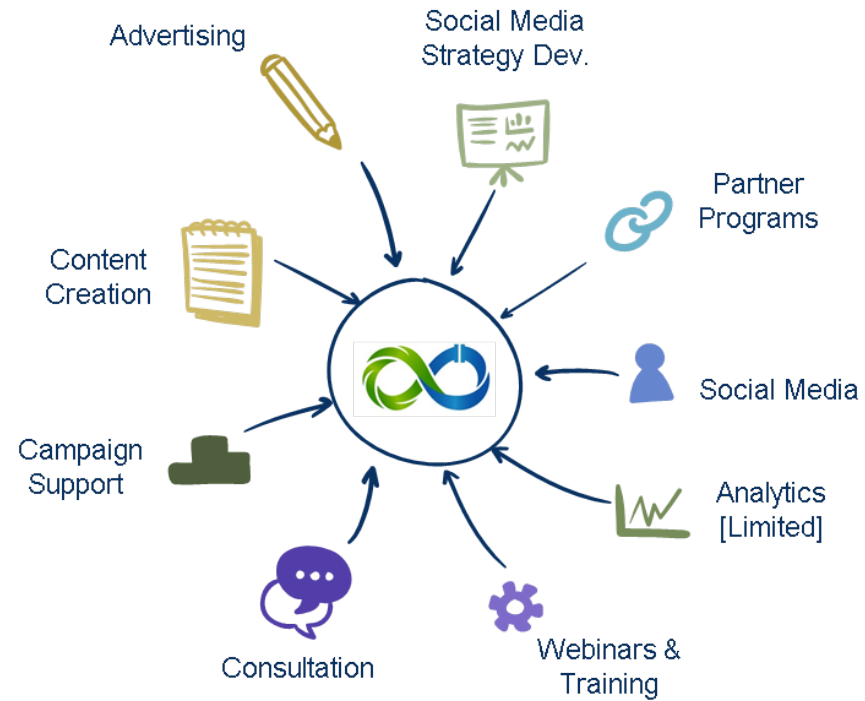 Advertising
Social Media
Strategy Dev.
Partner
Programs
Content
Creation
Social Media
Campaign
Support
Analytics
[Limited]
Consultation
Webinars &
Training